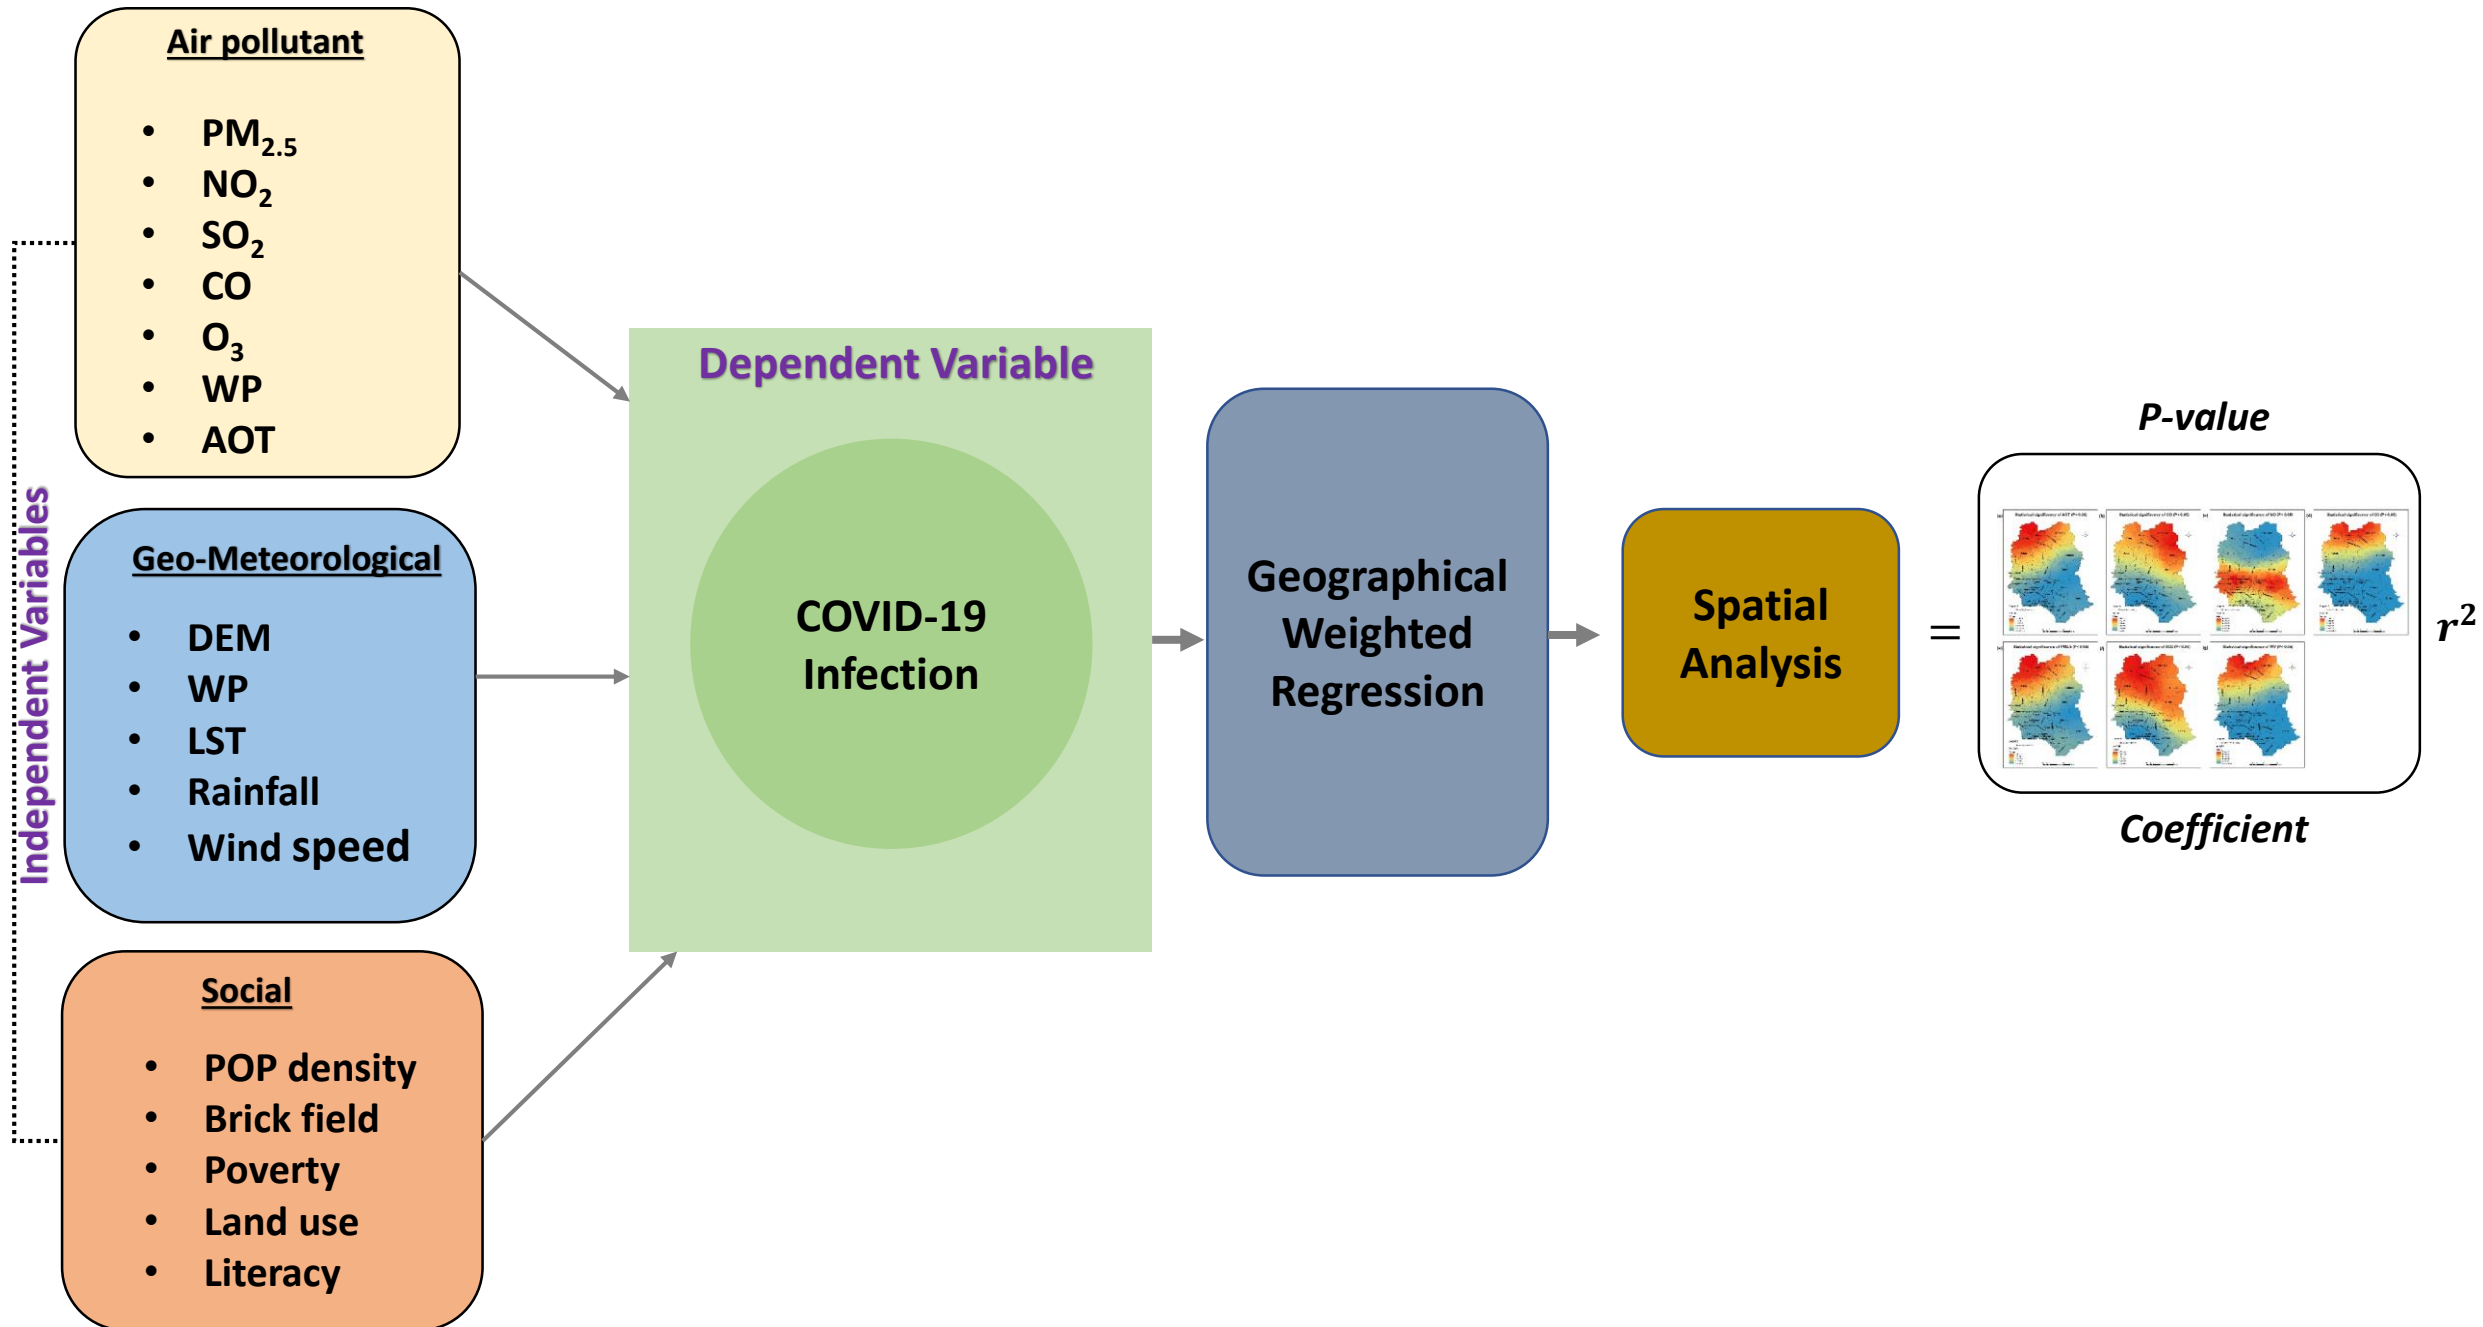 Air pollutant
• PM2.5
• NO2
• SO2
• CO
• O3
• WP
• AOT
Independent Variables
Geo-Meteorological
• DEM
• WP
• LST
• Rainfall
• Wind speed
Social
• POP density
• Brick field
• Poverty
• Land use
• Literacy
Dependent Variable
COVID-19
Infection
Geographical
Weighted
Regression
Spatial
Analysis
=
P-value
Coefficient
r²